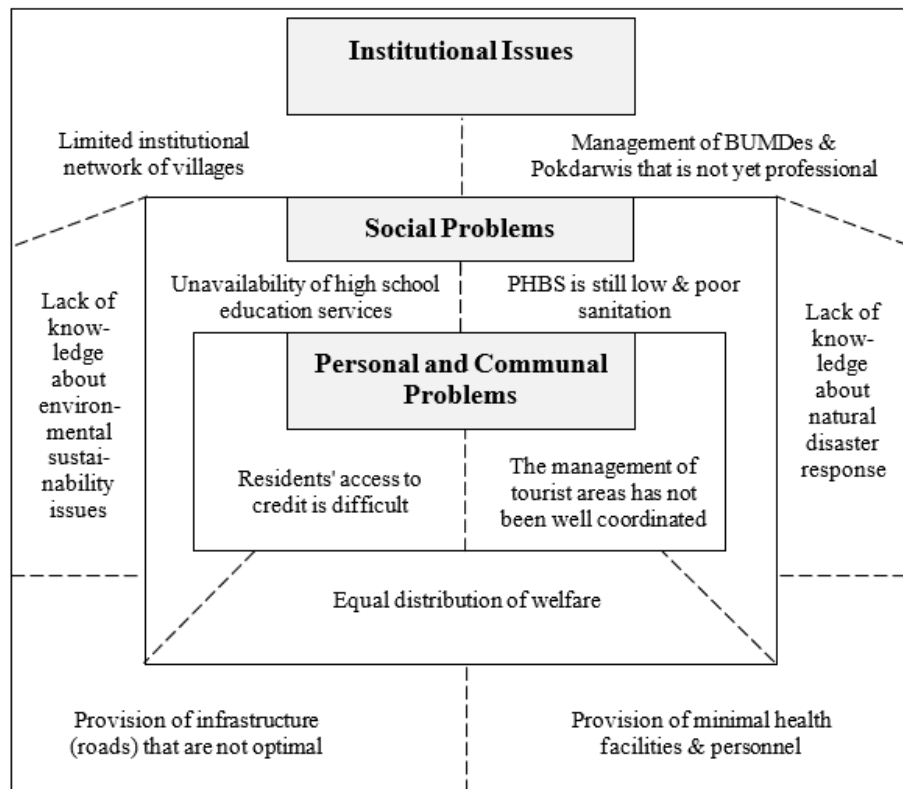 Institutional Issues
Limited institutional
network of villages
Management of BUMDes &
Pokdarwis that is not yet professional
Social Problems
Unavailability of high school
education services
PHBS is still low & poor
sanitation
Lack of
know-
ledge
about
environ-
mental
sustai-
nability
issues
Personal and Communal
Problems
Lack of
know-
ledge
about
natural
disaster
response
Residents' access to
credit is difficult
The management of
tourist areas has not
been well coordinated
Equal distribution of welfare
Provision of infrastructure
(roads) that are not optimal
Provision of minimal health
facilities & personnel